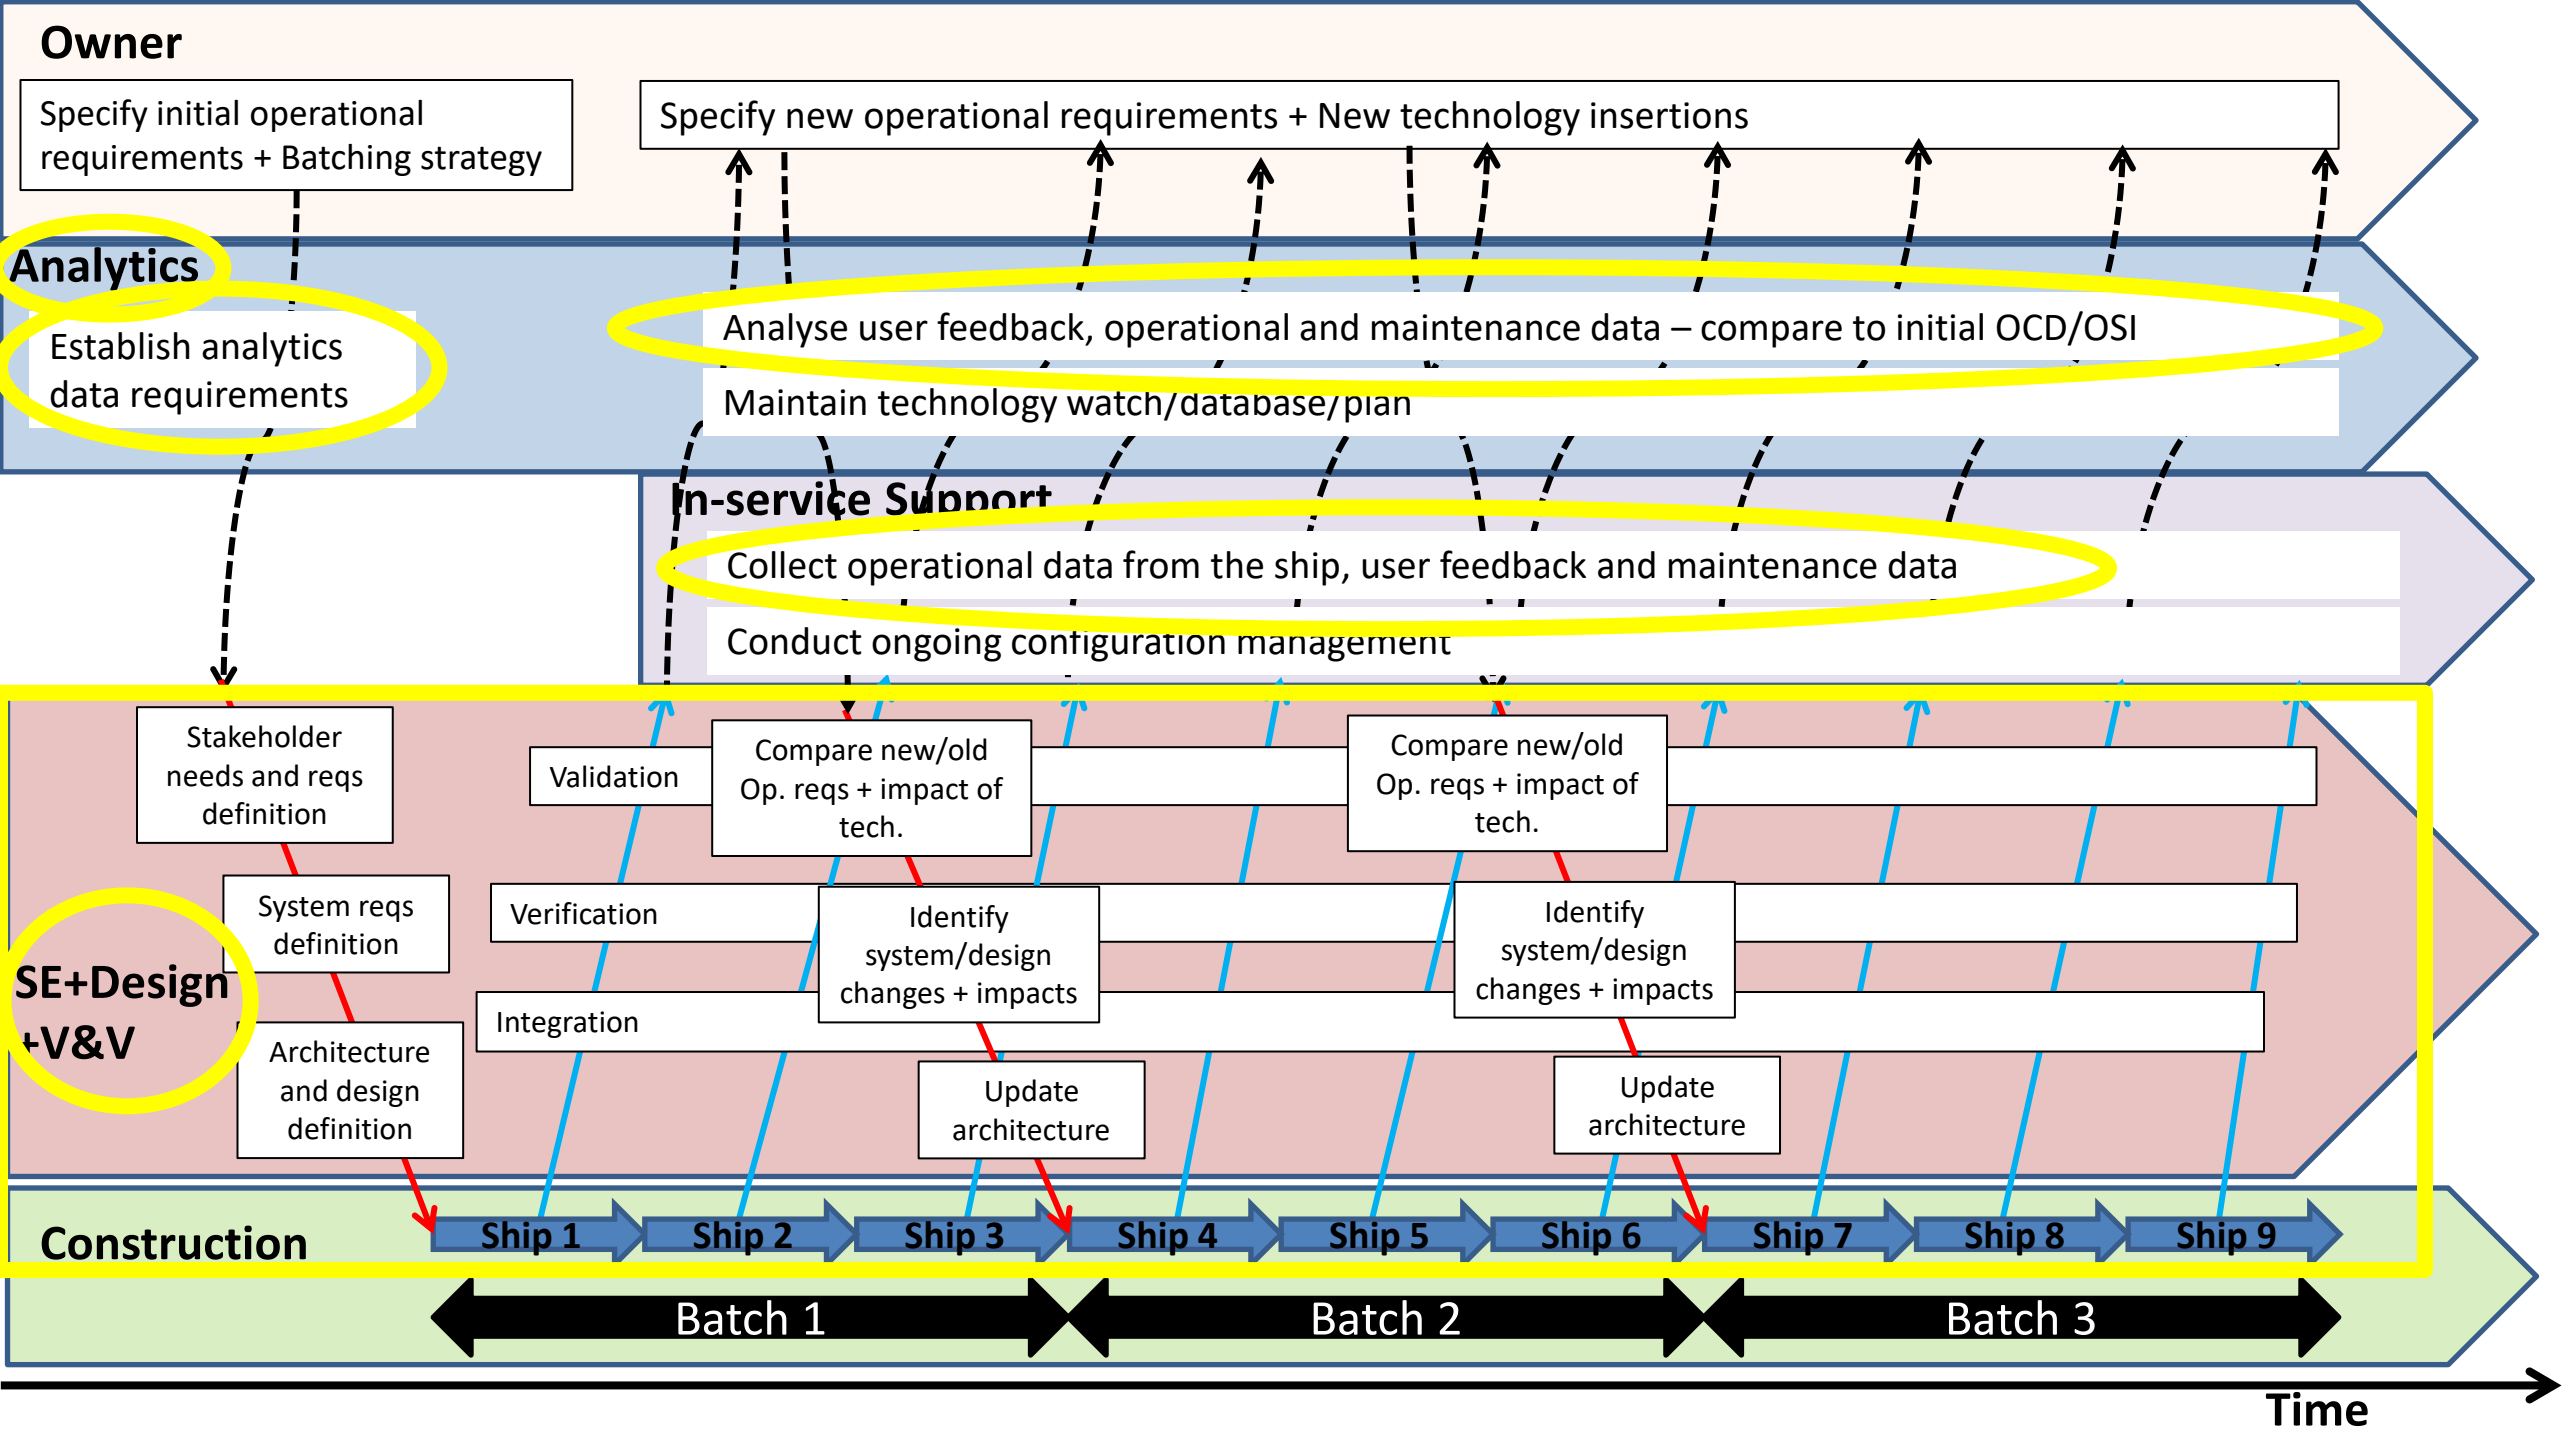 Owner
Specify initial operational
requirements + Batching strategy
Specify new operational requirements + New technology insertions
Analytics
Establish analytics
data requirements
Analyse user feedback, operational and maintenance data – compare to initial OCD/OSI
Maintain technology watch/database/plan
In-service Support
Collect operational data from the ship, user feedback and maintenance data
Conduct ongoing configuration management
Stakeholder
needs and reqs
definition
System reqs
definition
Architecture
and design
definition
SE+Design
+V&V
Validation
Verification
Integration
Compare new/old
Op. reqs + impact of
tech.
Identify
system/design
changes + impacts
Update
architecture
Compare new/old
Op. reqs + impact of
tech.
Identify
system/design
changes + impacts
Update
architecture
Construction
Ship 1
Ship 2
Ship 3
Ship 4
Ship 5
Ship 6
Ship 7
Ship 8
Ship 9
Batch 1
Batch 2
Batch 3
Time